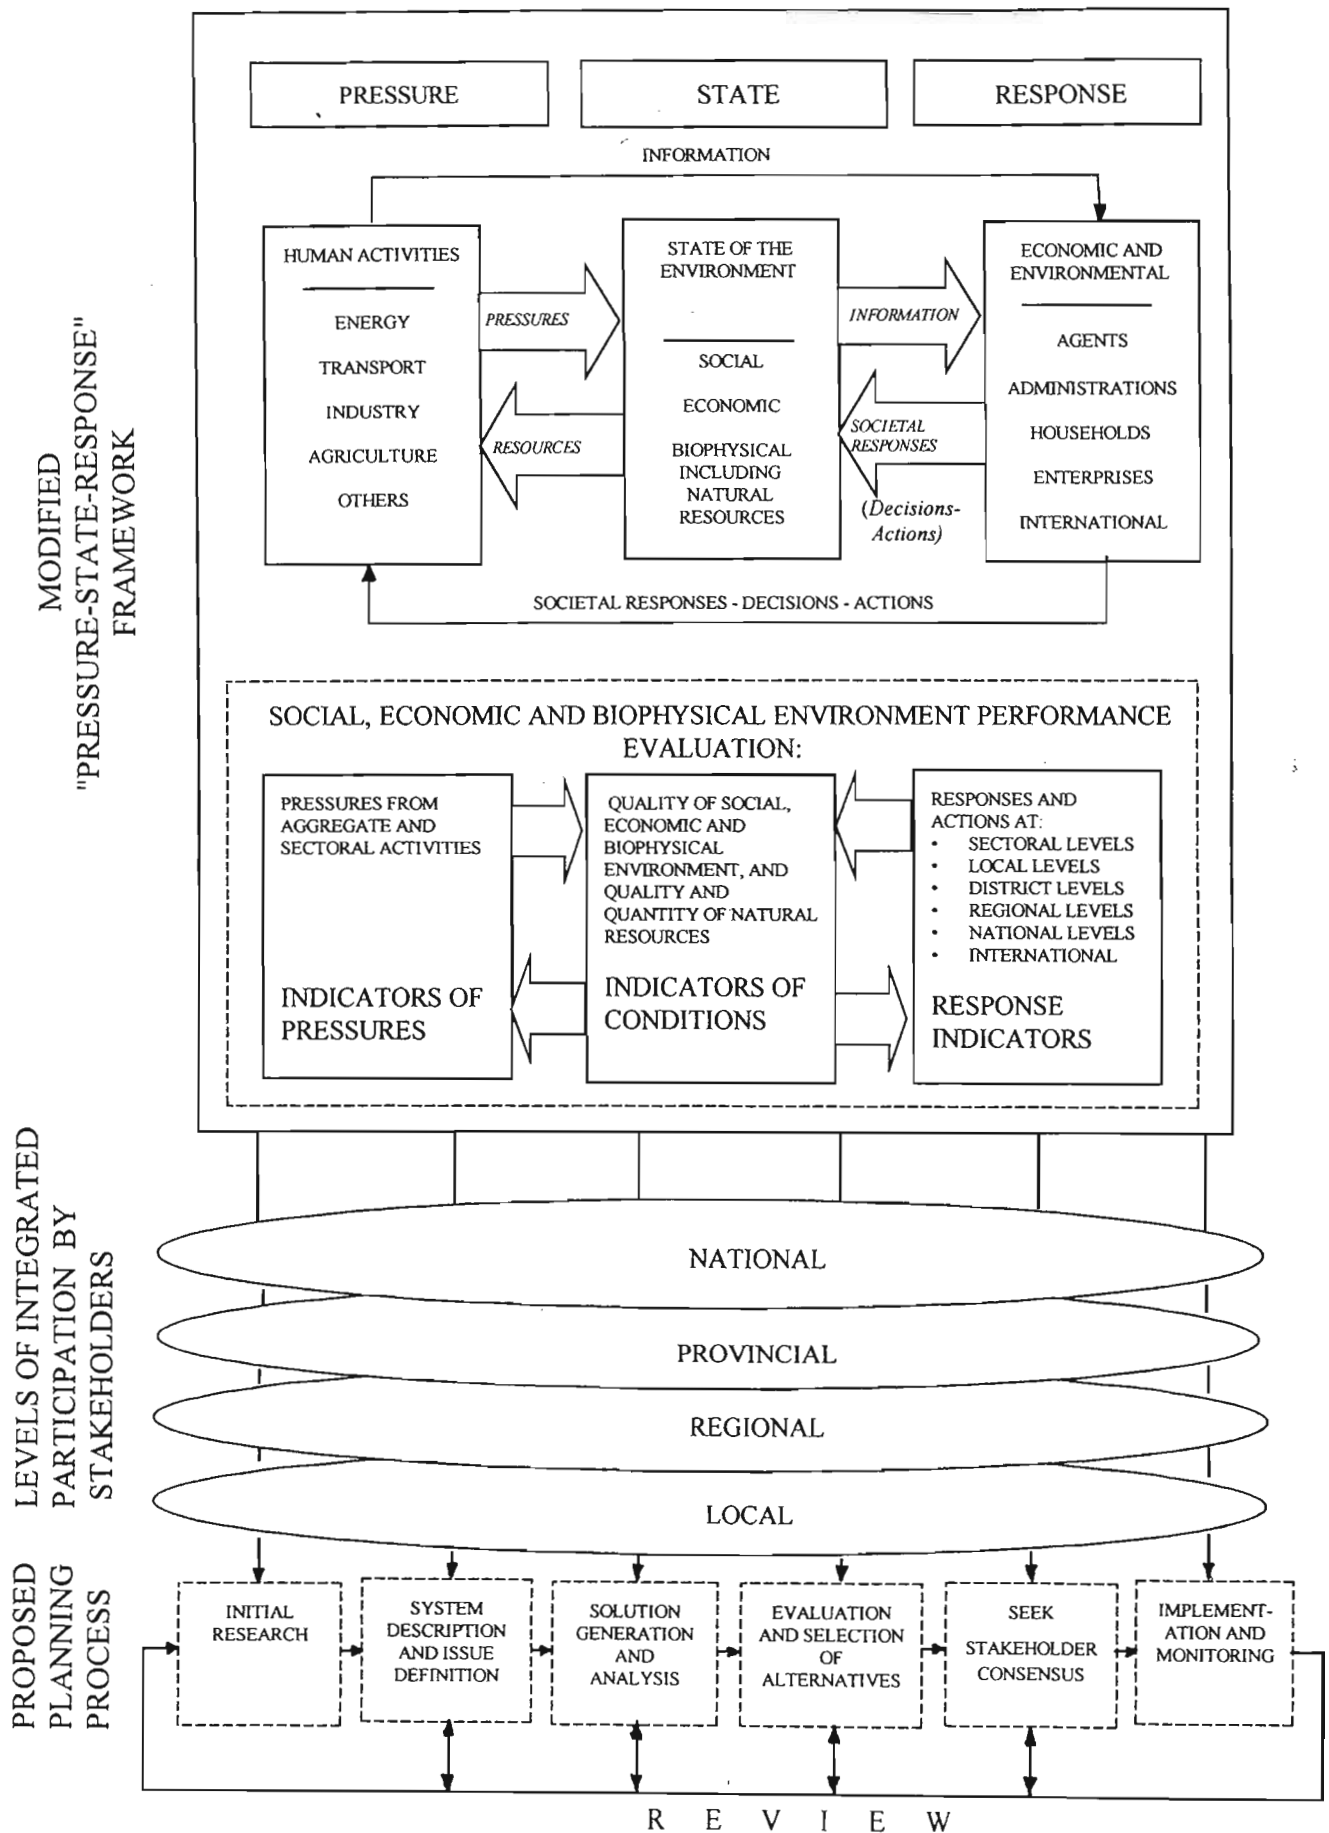 PRESSURE
STATE
RESPONSE
INFORMATION
HUMAN ACTIVITIES
ENERGY
TRANSPORT
INDUSTRY
AGRICULTURE
OTHERS
PRESSURES
RESOURCES
STATE OF THE
ENVIRONMENT
SOCIAL
ECONOMIC
BIOPHYSICAL
INCLUDING
NATURAL
RESOURCES
INFORMATION
SOCIETAL
RESPONSES
(Decisions-
Actions)
ECONOMIC AND
ENVIRONMENTAL
AGENTS
ADMINISTRATIONS
HOUSEHOLDS
ENTERPRISES
INTERNATIONAL
SOCIETAL RESPONSES - DECISIONS - ACTIONS
MODIFIED
"PRESSURE-STATE-RESPONSE"
FRAMEWORK
SOCIAL, ECONOMIC AND BIOPHYSICAL ENVIRONMENT PERFORMANCE
EVALUATION:
PRESSURES FROM
AGGREGATE AND
SECTORAL ACTIVITIES
INDICATORS OF
PRESSURES
QUALITY OF SOCIAL,
ECONOMIC AND
BIOPHYSICAL
ENVIRONMENT, AND
QUALITY AND
QUANTITY OF NATURAL
RESOURCES
INDICATORS OF
CONDITIONS
RESPONSES AND
ACTIONS AT:
• SECTORAL LEVELS
• LOCAL LEVELS
• DISTRICT LEVELS
• REGIONAL LEVELS
• NATIONAL LEVELS
• INTERNATIONAL
RESPONSE
INDICATORS
LEVELS OF INTEGRATED
PARTICIPATION BY
STAKEHOLDERS
NATIONAL
PROVINCIAL
REGIONAL
LOCAL
PROPOSED
PLANNING
PROCESS
INITIAL
RESEARCH
SYSTEM
DESCRIPTION
AND ISSUE
DEFINITION
SOLUTION
GENERATION
AND
ANALYSIS
EVALUATION
AND SELECTION
OF
ALTERNATIVES
SEEK
STAKEHOLDER
CONSENSUS
IMPLEMENT-
ATION AND
MONITORING
R E V I E W